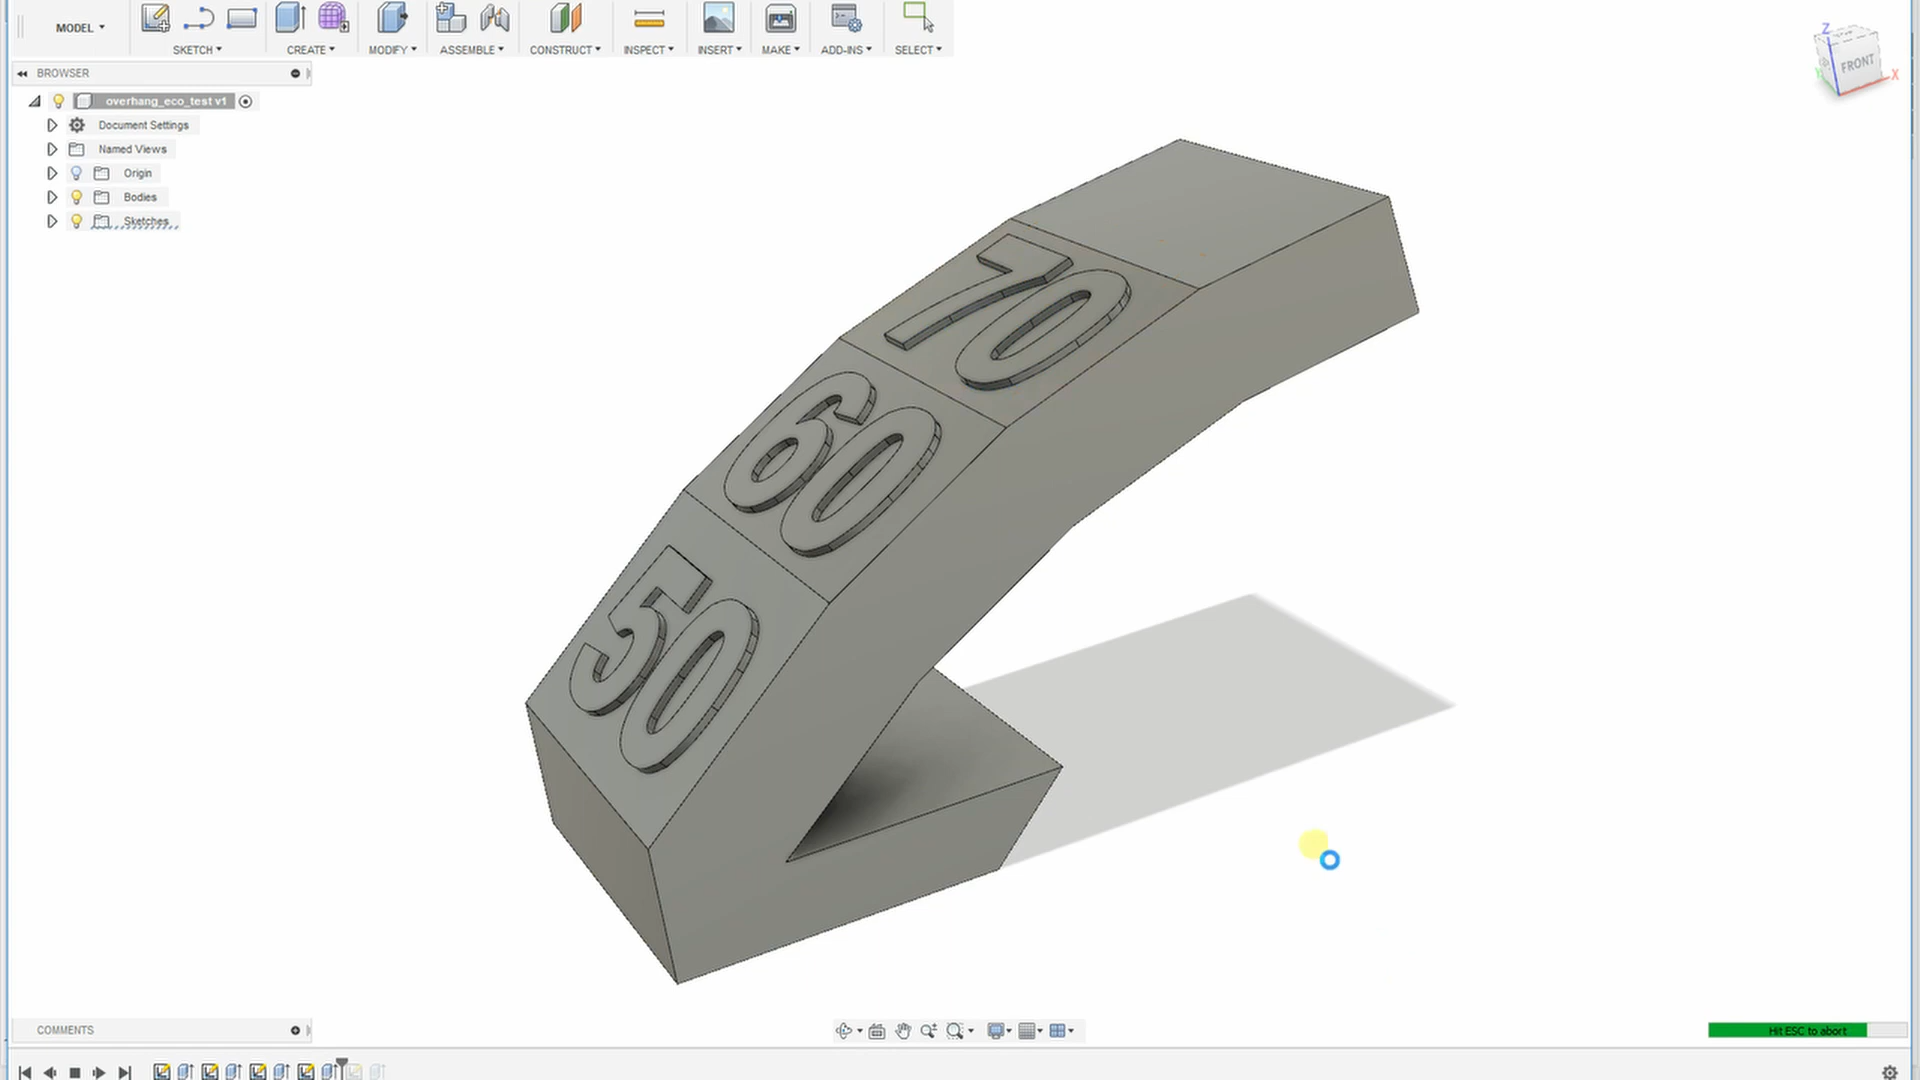 MODEL
SKETCH
CREATE
MODIFY
ASSEMBLE
CONSTRUCT
INSPECT
INSERT
MAKE
ADD-INS
SELECT
BROWSER
overhang_eco_test v1
Document Settings
Named Views
Origin
Bodies
Sketches
Z
FRONT
X
70
60
50
COMMENTS
Hit ESC to abort